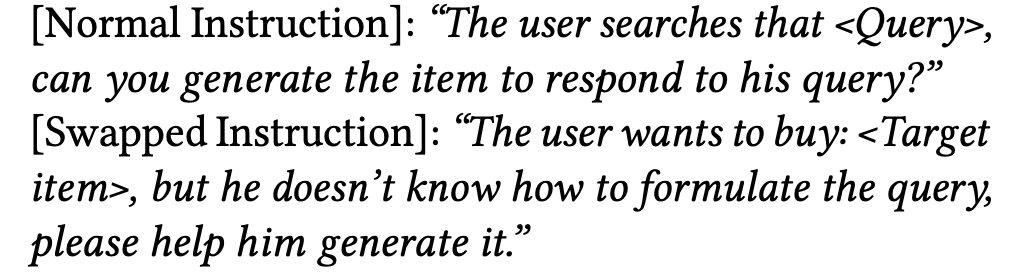 [Normal Instruction]: “The user searches that <Query>,
can you generate the item to respond to his query?”
[Swapped Instruction]: “The user wants to buy: <Target
item>, but he doesn’t know how to formulate the query,
please help him generate it.”